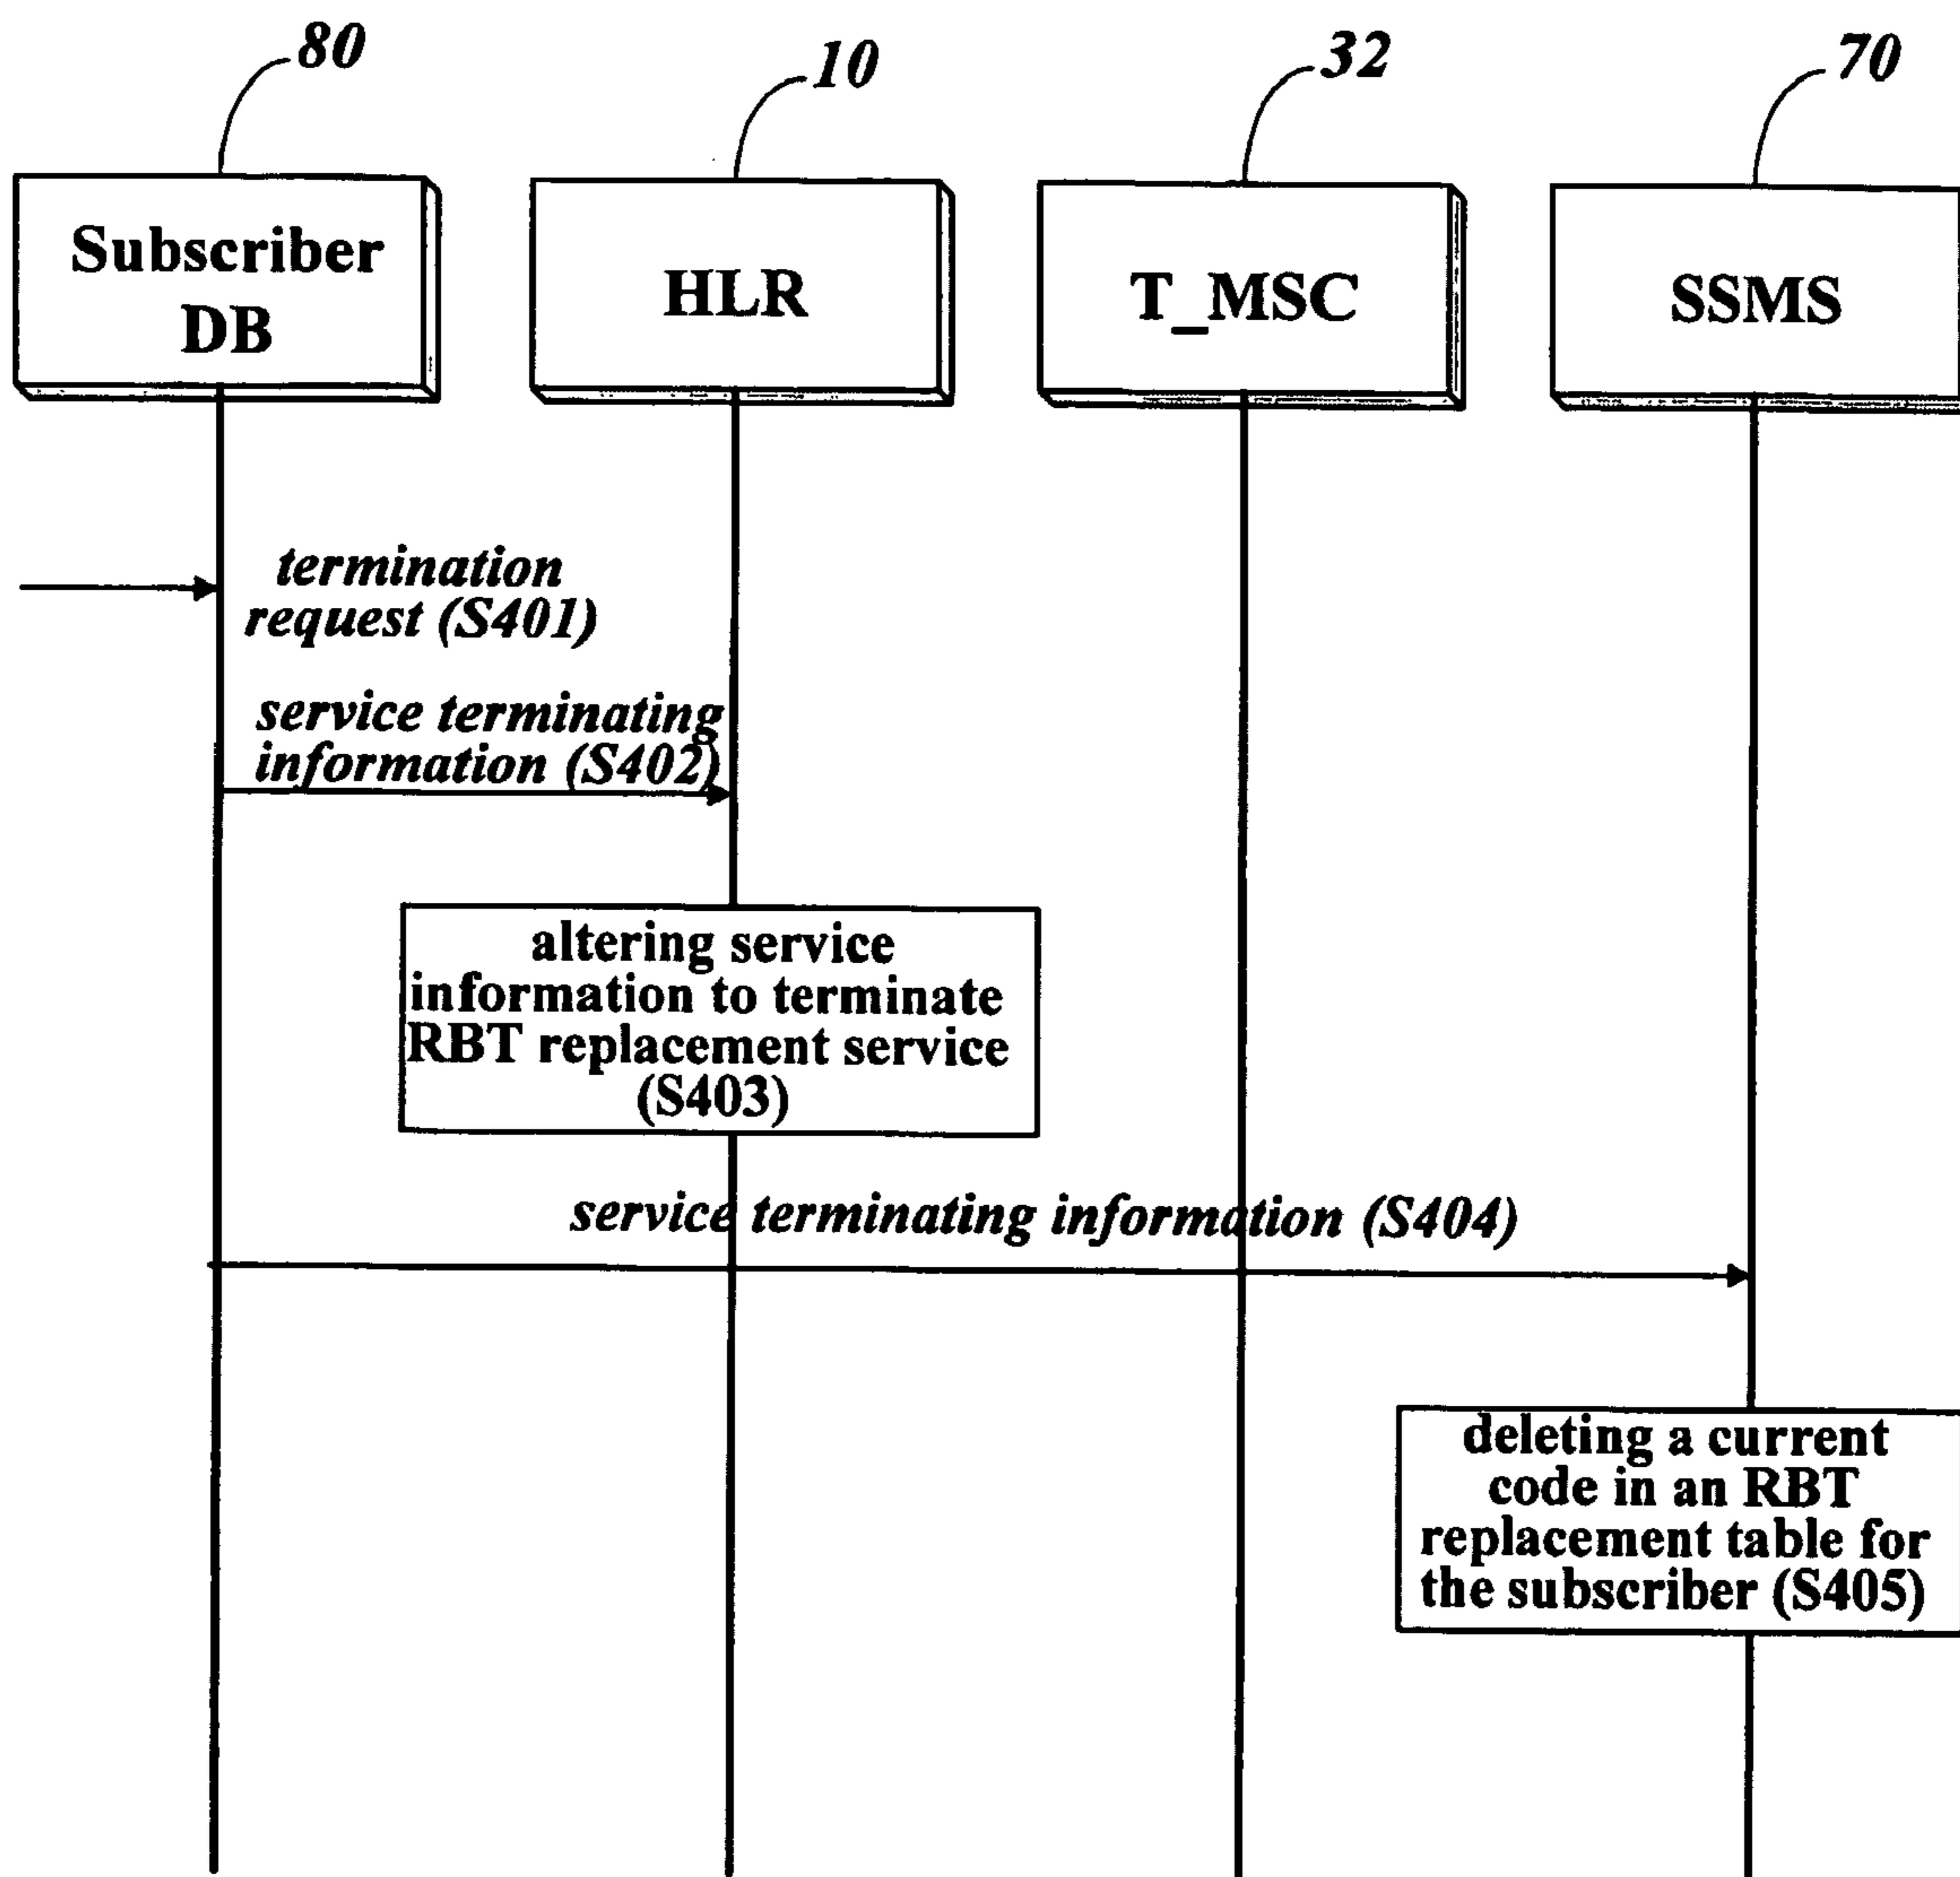 80
10
32
70
Subscriber
DB
HLR
T_MSC
SSMS
termination
request (S401)
service terminating
information (S402)
altering service
information to terminate
RBT replacement service
(S403)
service terminating information (S404)
deleting a current
code in an RBT
replacement table for
the subscriber (S405)